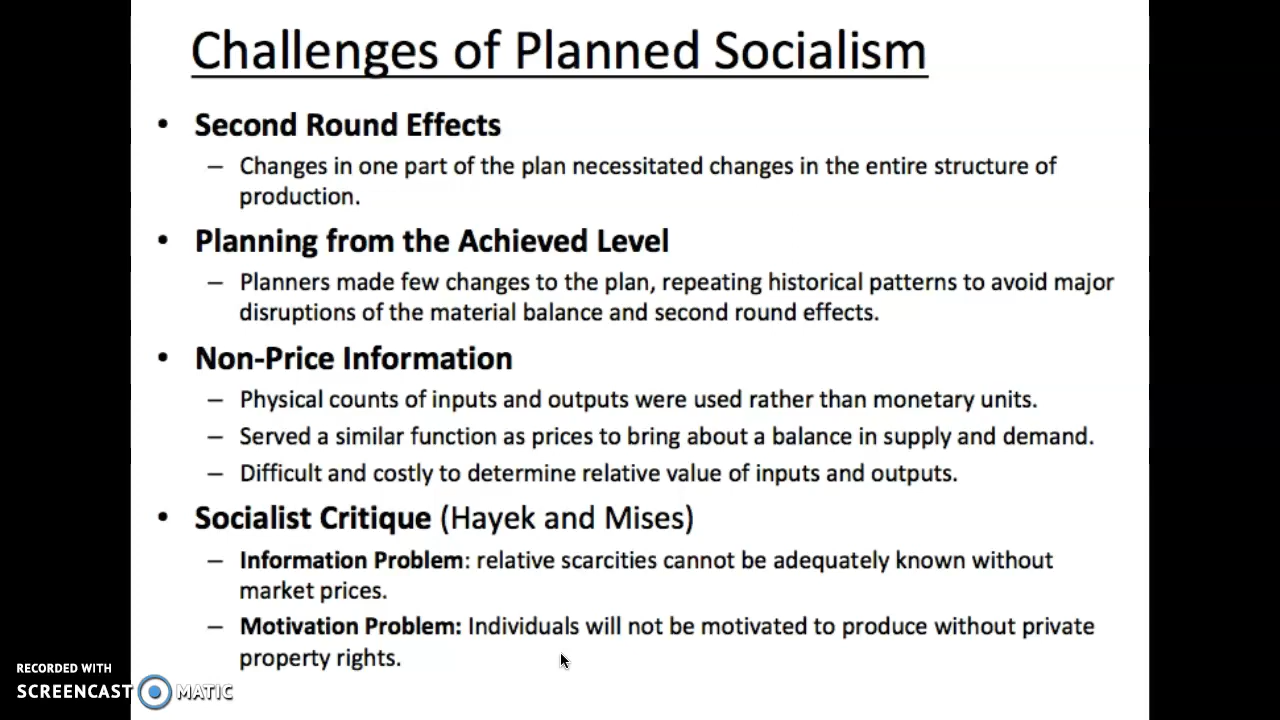 Challenges of Planned Socialism
• Second Round Effects
– Changes in one part of the plan necessitated changes in the entire structure of
production.
• Planning from the Achieved Level
– Planners made few changes to the plan, repeating historical patterns to avoid major
disruptions of the material balance and second round effects.
• Non-Price Information
– Physical counts of inputs and outputs were used rather than monetary units.
– Served a similar function as prices to bring about a balance in supply and demand.
– Difficult and costly to determine relative value of inputs and outputs.
• Socialist Critique (Hayek and Mises)
– Information Problem: relative scarcities cannot be adequately known without
market prices.
– Motivation Problem: Individuals will not be motivated to produce without private
property rights.
RECORDED WITH
SCREENCAST MATIC